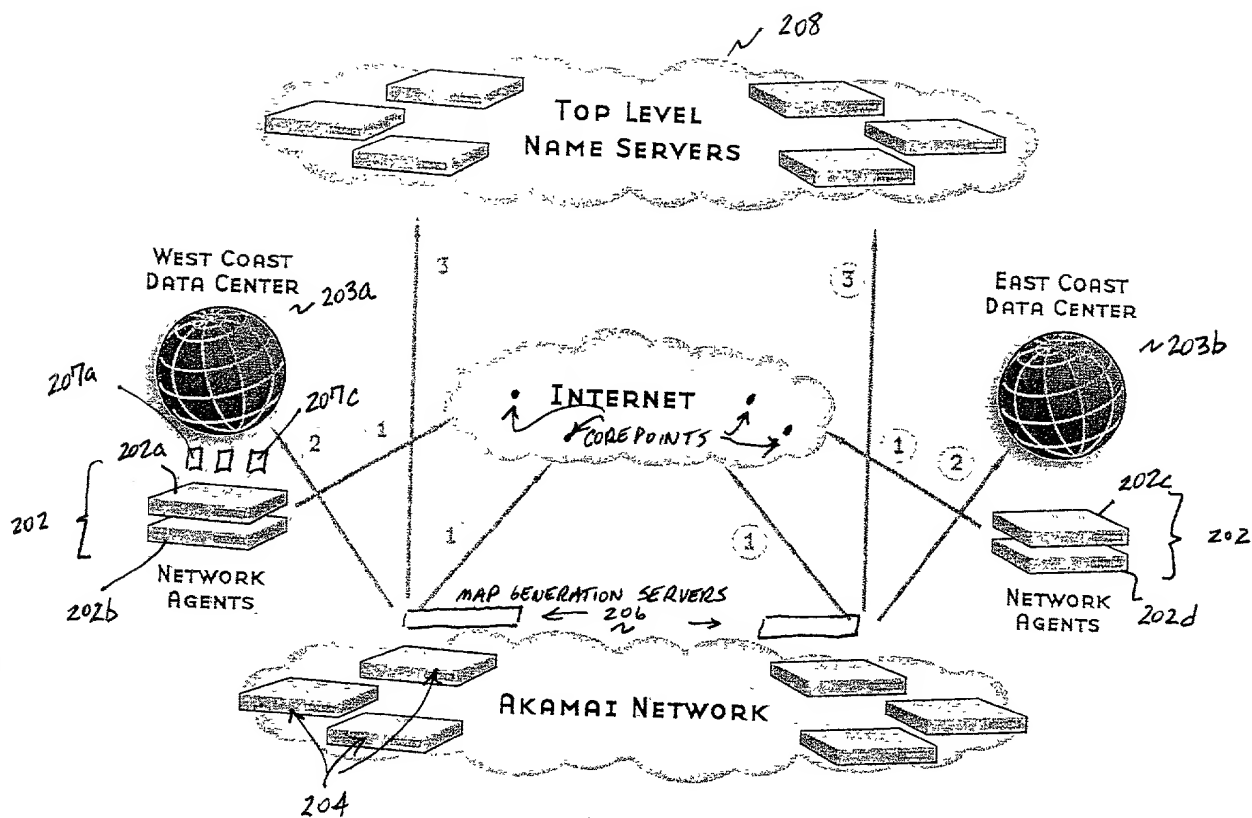 208
TOP LEVEL
NAME SERVERS
WEST COAST
DATA CENTER
203a
3
3
EAST COAST
DATA CENTER
203b
207a
207c
INTERNET
COREPOINTS
2
1
1
2
202a
202
202b
NETWORK
AGENTS
1
1
202c
202
202d
NETWORK
AGENTS
MAP GENERATION SERVERS
206
AKAMAI NETWORK
204